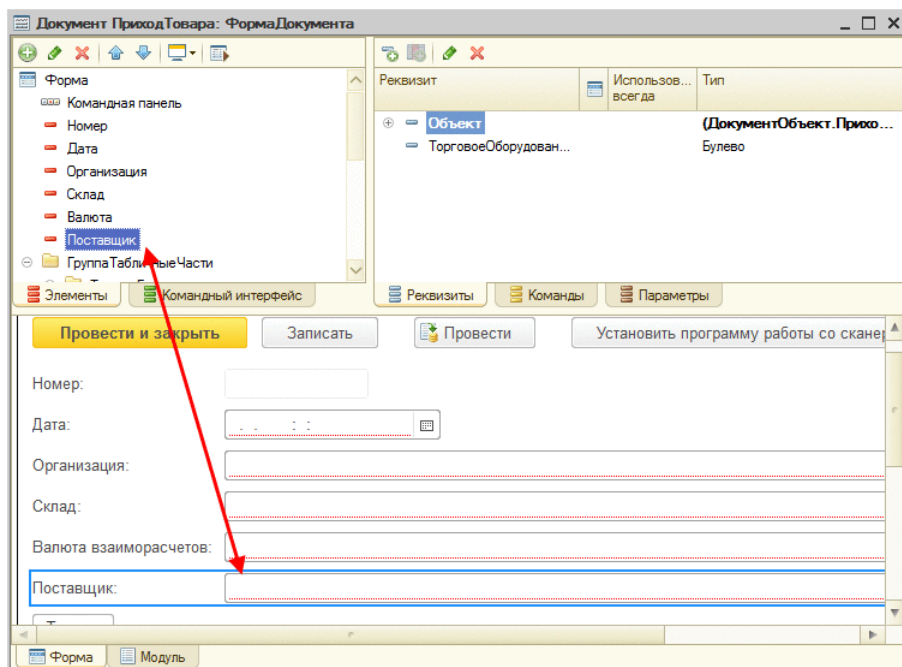 Документ ПриходТовара: ФормаДокумента
Форма
Командная панель
Номер
Дата
Организация
Склад
Валюта
Поставщик
ГруппаТабличныеЧасти
Элементы
Командный интерфейс
Реквизит
Использов...
всегда
Тип
Объект
(ДокументОбъект.Прихо...
ТорговоеОборудован...
Булево
Реквизиты
Команды
Параметры
Провести и закрыть
Записать
Провести
Установить программу работы со сканер
Номер:
Дата:
. . : :
Организация:
Склад:
Валюта взаиморасчетов:
Поставщик:
Форма
Модуль